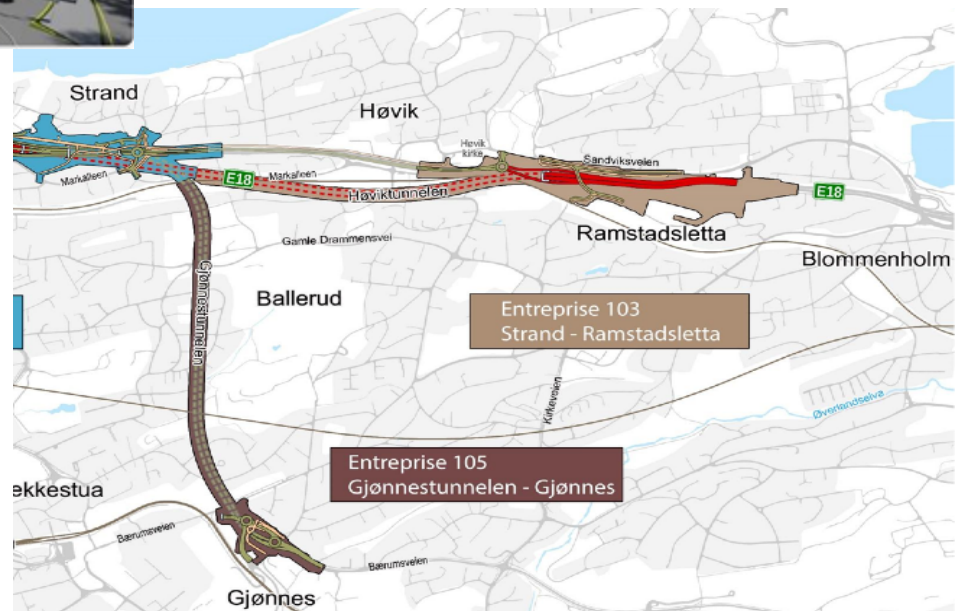 Strand
Høvik
Høvik
kirke
Sandviksveien
Markalleen
E18
Markalleen
Høviktunnelen
E18
Ramstadsletta
Gamle Drammensvei
Blommenholm
Gjønnestunnelen
Ballerud
Entreprise 103
Strand - Ramstadsletta
Kirkeveien
Øverlandselva
Entreprise 105
Gjønnestunnelen - Gjønnes
ekkestua
Bærumsveien
Bærumsveien
Gjønnes